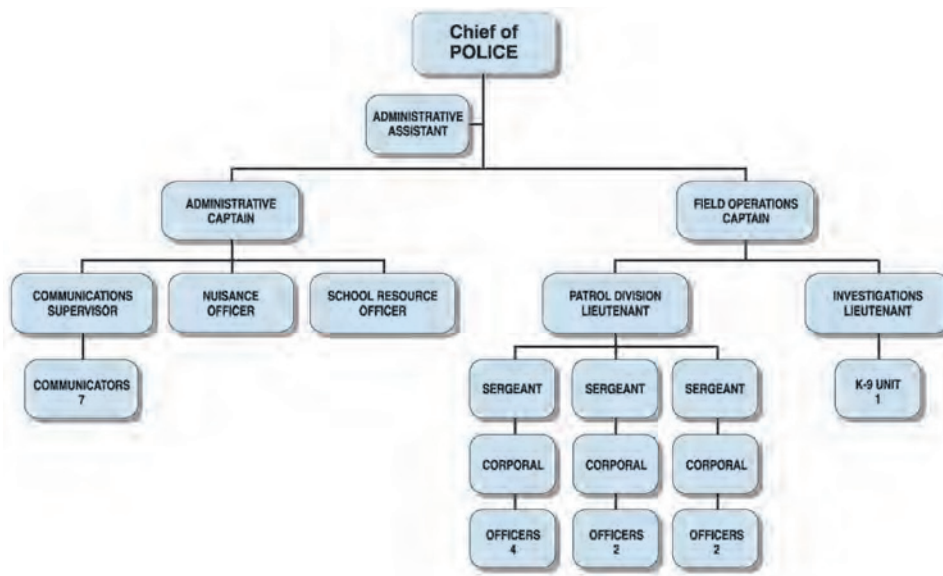 Chief of
POLICE
ADMINISTRATIVE
ASSISTANT
ADMINISTRATIVE
CAPTAIN
FIELD OPERATIONS
CAPTAIN
COMMUNICATIONS
SUPERVISOR
NUISANCE
OFFICER
SCHOOL RESOURCE
OFFICER
PATROL DIVISION
LIEUTENANT
INVESTIGATIONS
LIEUTENANT
COMMUNICATORS
7
SERGEANT
SERGEANT
SERGEANT
K-9 UNIT
1
CORPORAL
CORPORAL
CORPORAL
OFFICERS
4
OFFICERS
2
OFFICERS
2